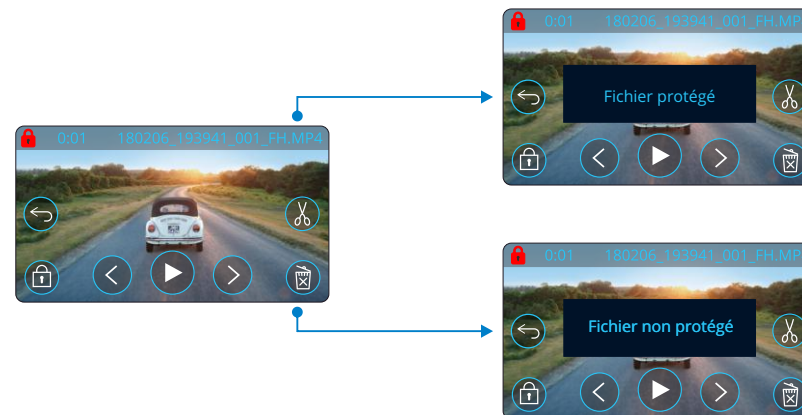 0:01 180206_193941_001_FH.MP4
0:01 180206_193941_001_FH.MP
Fichier protégé
0:01 180206_193941_001_FH.MP
Fichier non protégé